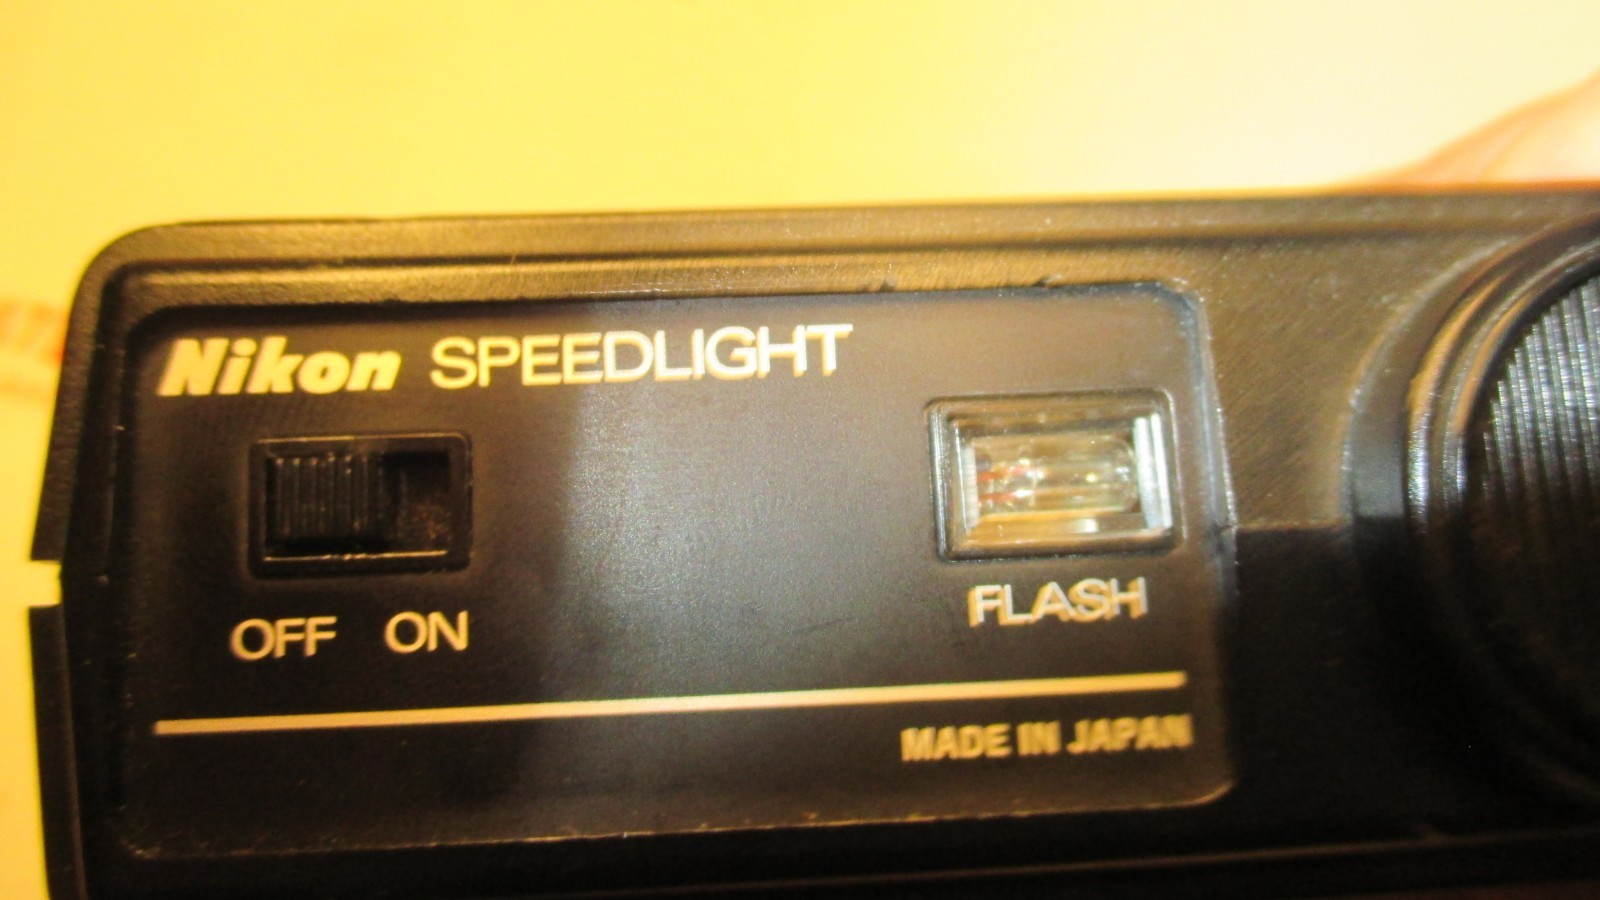 Nikon SPEEDLIGHT
OFF ON
FLASH
MADE IN JAPAN